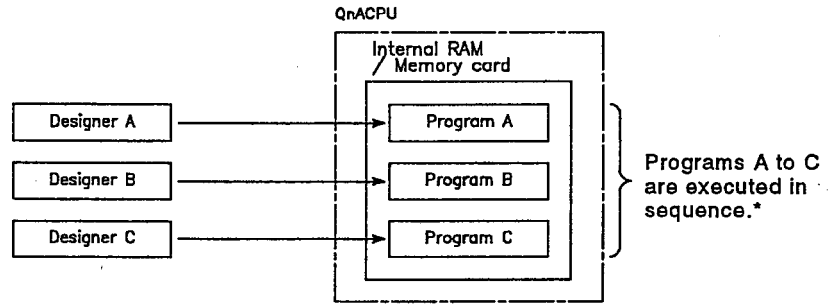 QnACPU
Internal RAM
/ Memory card
Designer A
Program A
Designer B
Program B
Designer C
Program C
Programs A to C
are executed in
sequence.*